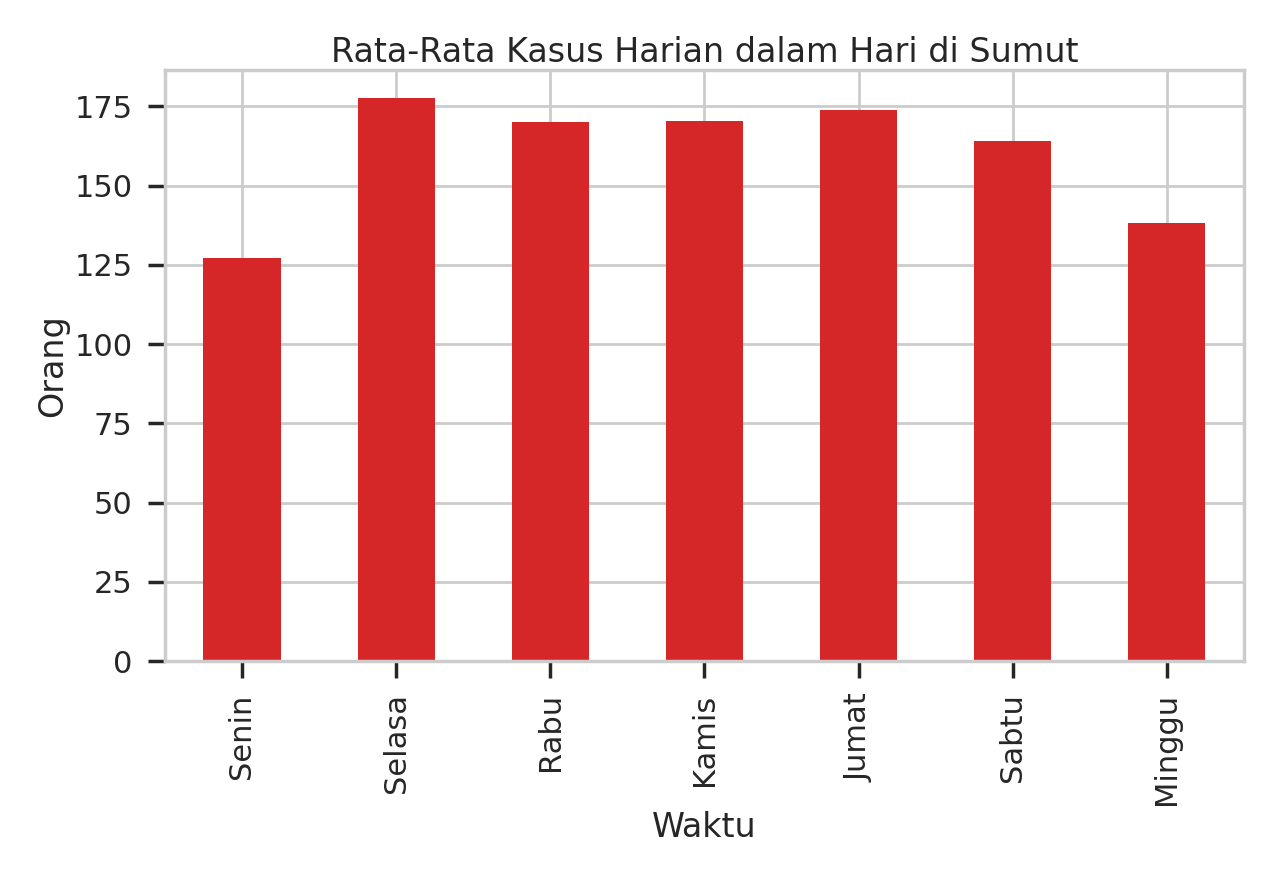 Rata-Rata Kasus Harian dalam Hari di Sumut
Orang
175
150
125
100
75
50
25
0
Senin
Selasa
Rabu
Kamis
Jumat
Sabtu
Minggu
Waktu